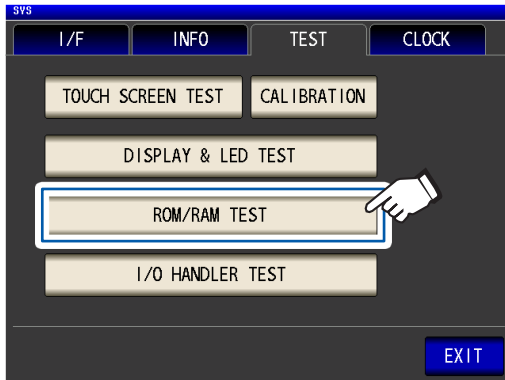 SYS
I/F INFO TEST CLOCK
TOUCH SCREEN TEST CALIBRATION
DISPLAY & LED TEST
ROM/RAM TEST
I/O HANDLER TEST
EXIT